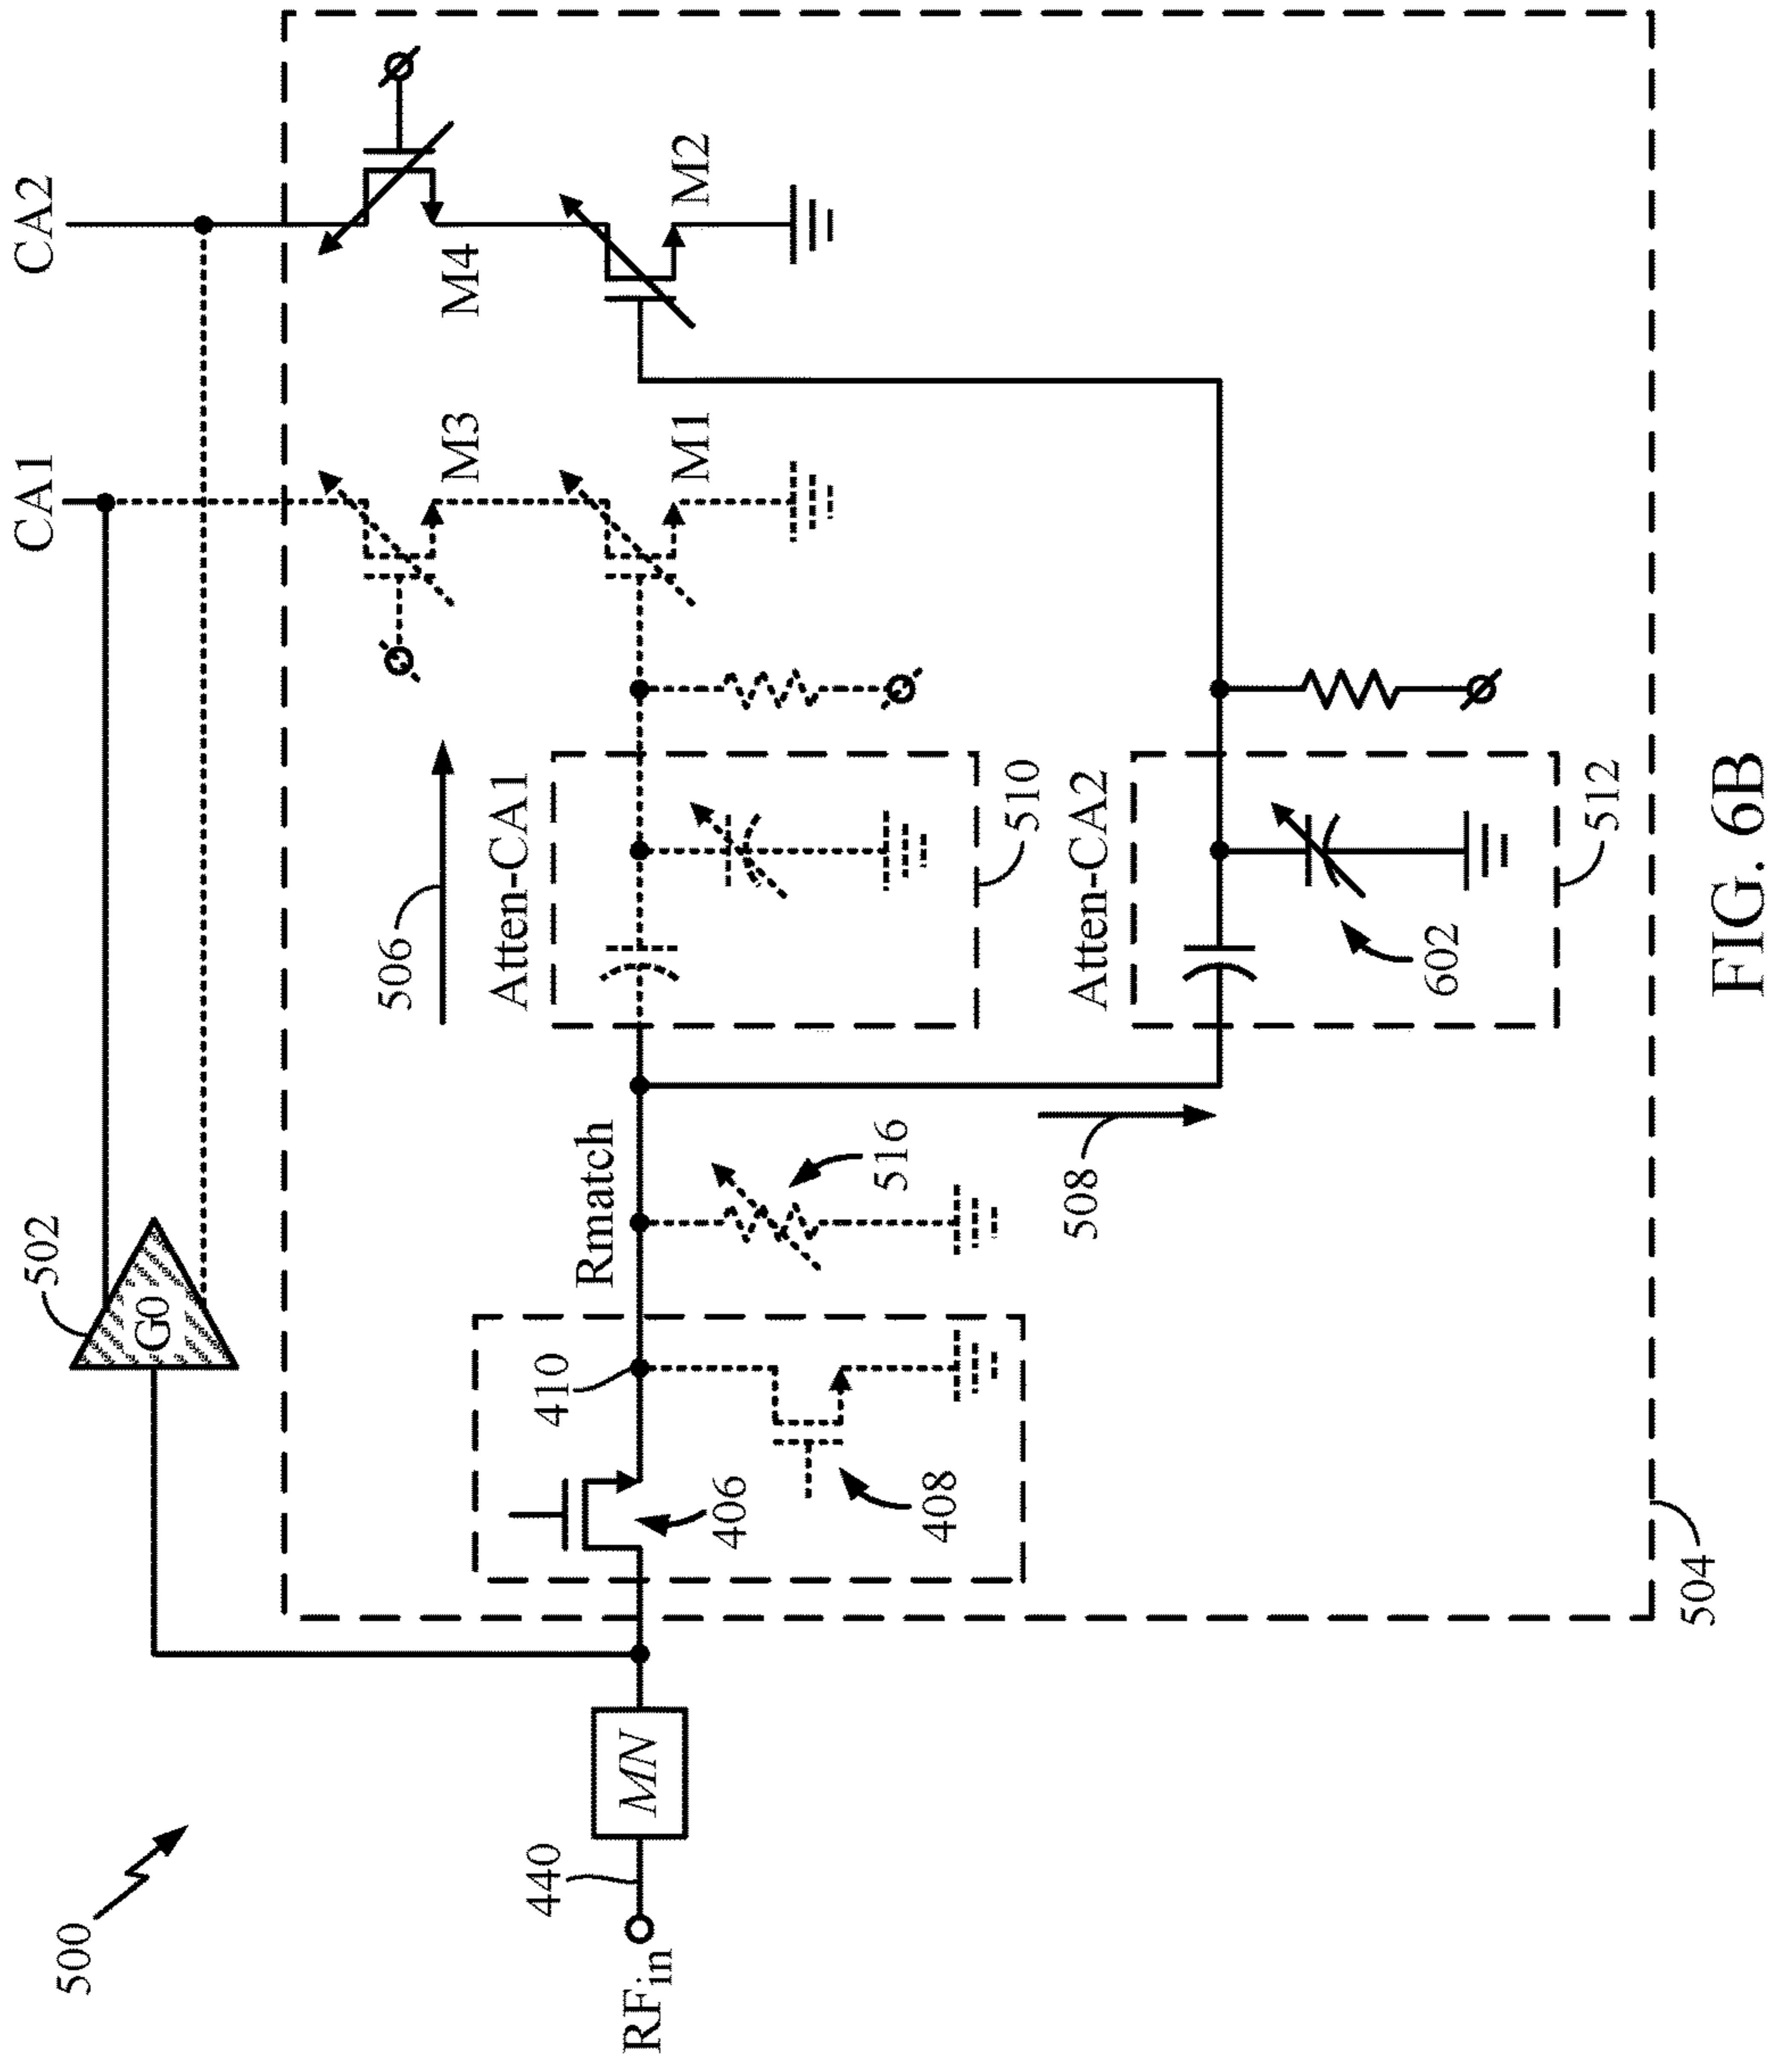 500
RFin
440
MN
502
G0
CA1
CA2
504
406
408
410
Rmatch
516
506
508
Atten-CA1
510
Atten-CA2
512
602
M3
M1
M4
M2
FIG. 6B